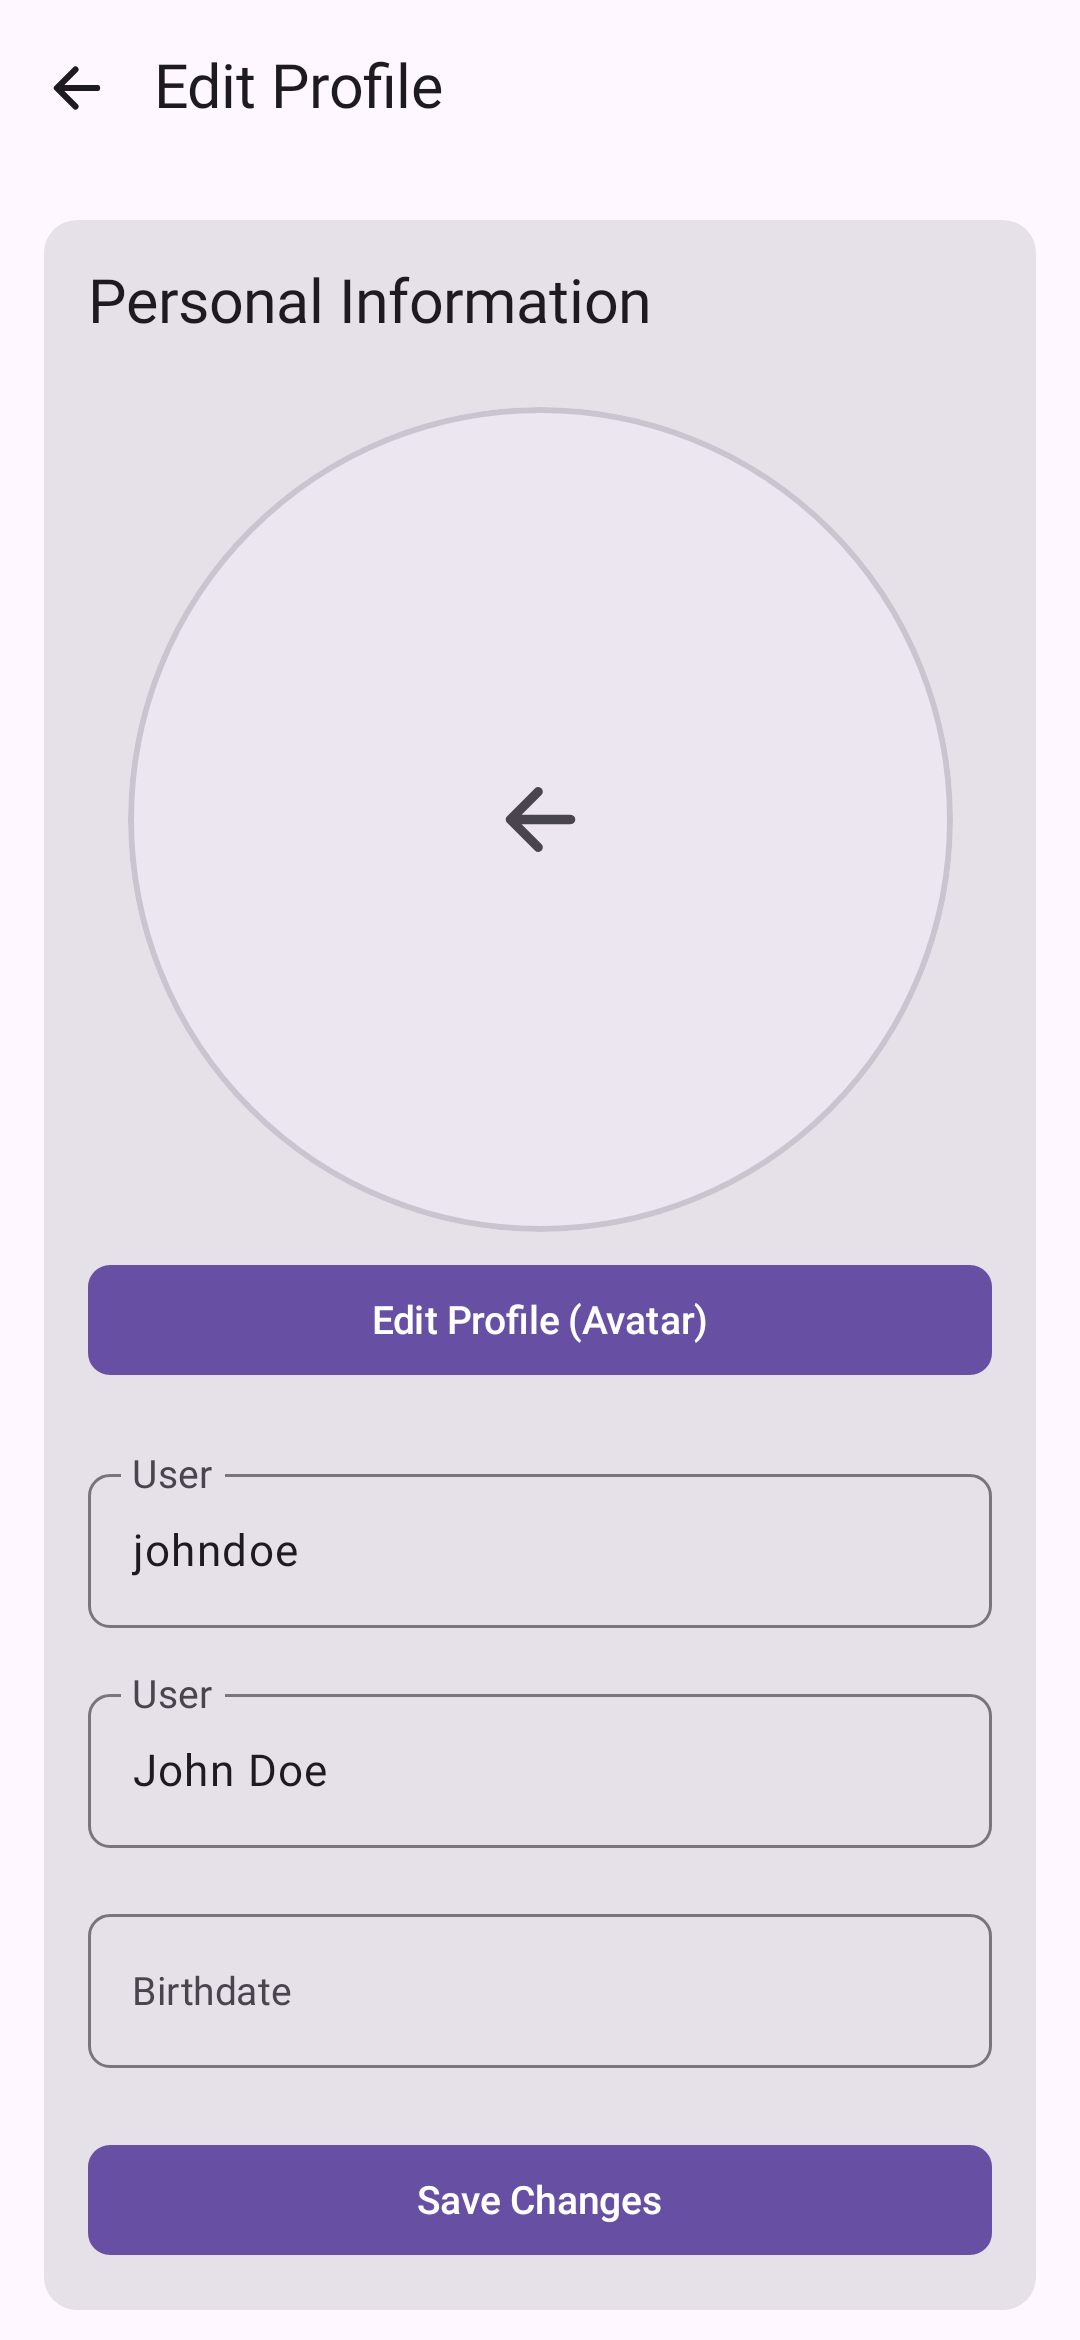 Edit Profile
Personal Information
Edit Profile (Avatar)
User
johndoe
User
John Doe
Birthdate
Save Changes